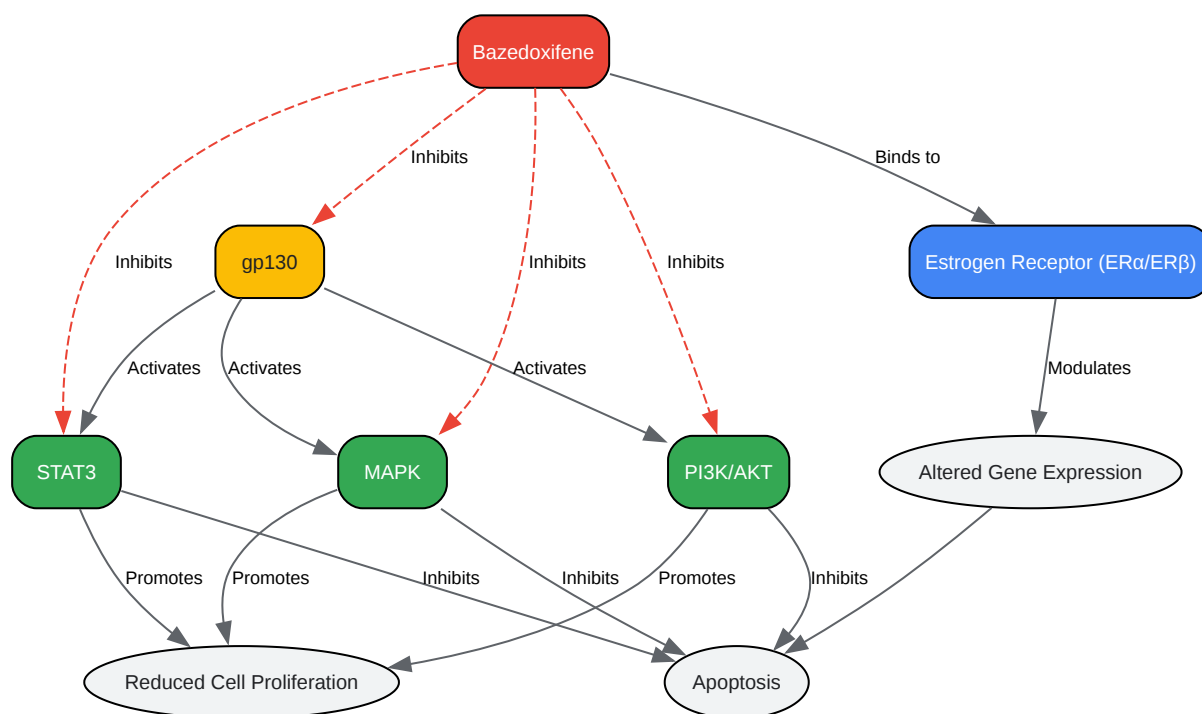 Bazedoxifene
Inhibits
Binds to
Inhibits
gp130
Inhibits
Inhibits
Estrogen Receptor (ERα/ERβ)
Activates
Activates
Activates
Modulates
STAT3
MAPK
PI3K/AKT
Altered Gene Expression
Promotes
Promotes
Inhibits
Inhibits
Promotes
Inhibits
Reduced Cell Proliferation
Apoptosis